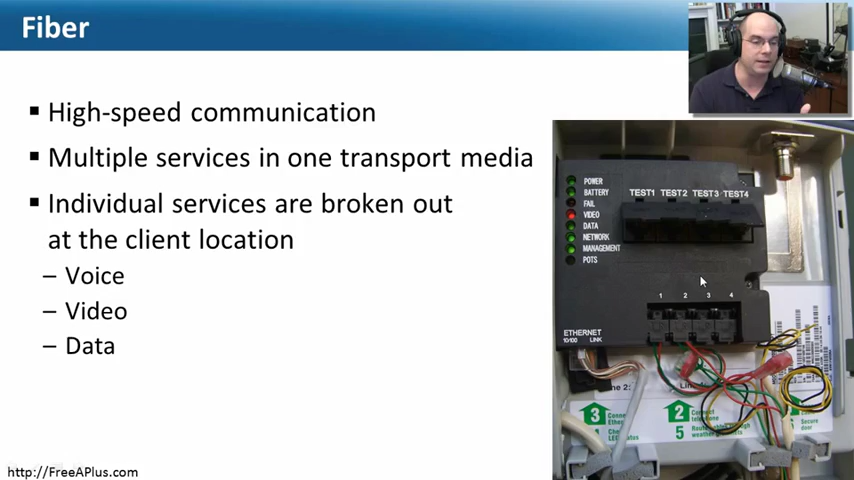 Fiber
▪ High-speed communication
▪ Multiple services in one transport media
▪ Individual services are broken out
at the client location
– Voice
– Video
– Data
http://FreeAPlus.com
POWER
BATTERY
FAIL
VIDEO
DATA
NETWORK
MANAGEMENT
POTS
TEST1 TEST2 TEST3 TEST4
1 2 3 4
ETHERNET
10/100 LINK
3
2
5
Secure
door